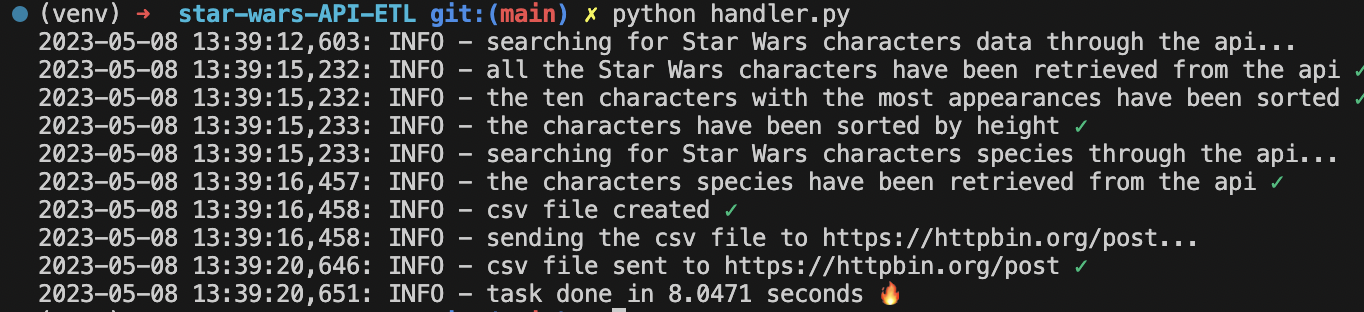 (venv) ➜ star-wars-API-ETL git:(main) ✗ python handler.py
2023-05-08 13:39:12,603: INFO – searching for Star Wars characters data through the api...
2023-05-08 13:39:15,232: INFO – all the Star Wars characters have been retrieved from the api ✓
2023-05-08 13:39:15,232: INFO – the ten characters with the most appearances have been sorted ✓
2023-05-08 13:39:15,233: INFO – the characters have been sorted by height ✓
2023-05-08 13:39:15,233: INFO – searching for Star Wars characters species through the api...
2023-05-08 13:39:16,457: INFO – the characters species have been retrieved from the api ✓
2023-05-08 13:39:16,458: INFO – csv file created ✓
2023-05-08 13:39:16,458: INFO – sending the csv file to https://httpbin.org/post...
2023-05-08 13:39:20,646: INFO – csv file sent to https://httpbin.org/post ✓
2023-05-08 13:39:20,651: INFO – task done in 8.0471 seconds 🔥